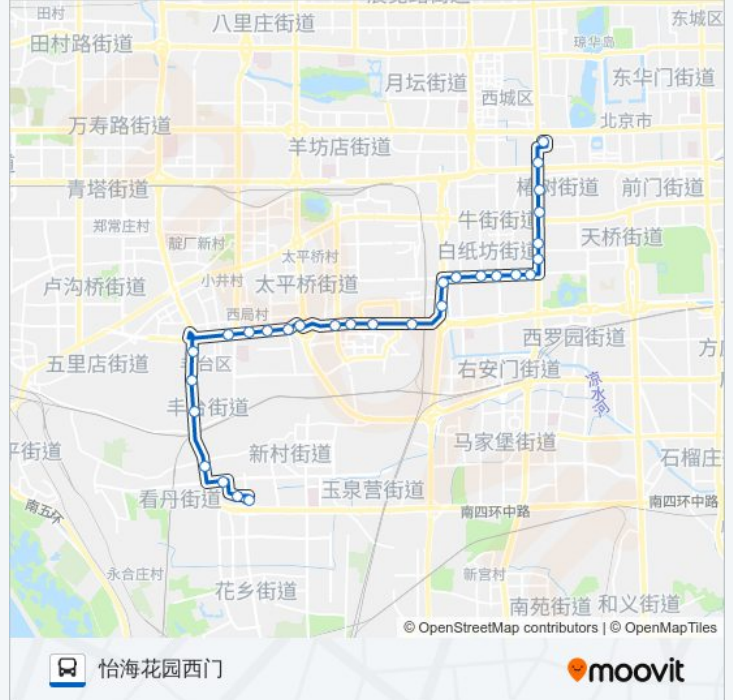 田村
八里庄街道
东城区
田村路街道
琼华岛
月坛街道
东华门街道
西城区
万寿路街道
北京市
羊坊店街道
青塔街道
椿树街道
前门街道
郑常庄村
牛街街道
天桥街道
靛厂新村
白纸坊街道
太平桥村
小井村
太平桥街道
卢沟桥街道
西局村
西罗园街道
五里店街道
丰台区
右安门街道
方
凉水河
丰台街道
马家堡街道
平街道
新村街道
石榴庄
玉泉营街道
看丹街道
南四环中路
南四环中路
南五环
永合庄村
新宫村
花乡街道
南苑街道
和义街道
© OpenStreetMap contributors | © OpenMapTiles
怡海花园西门
moovit